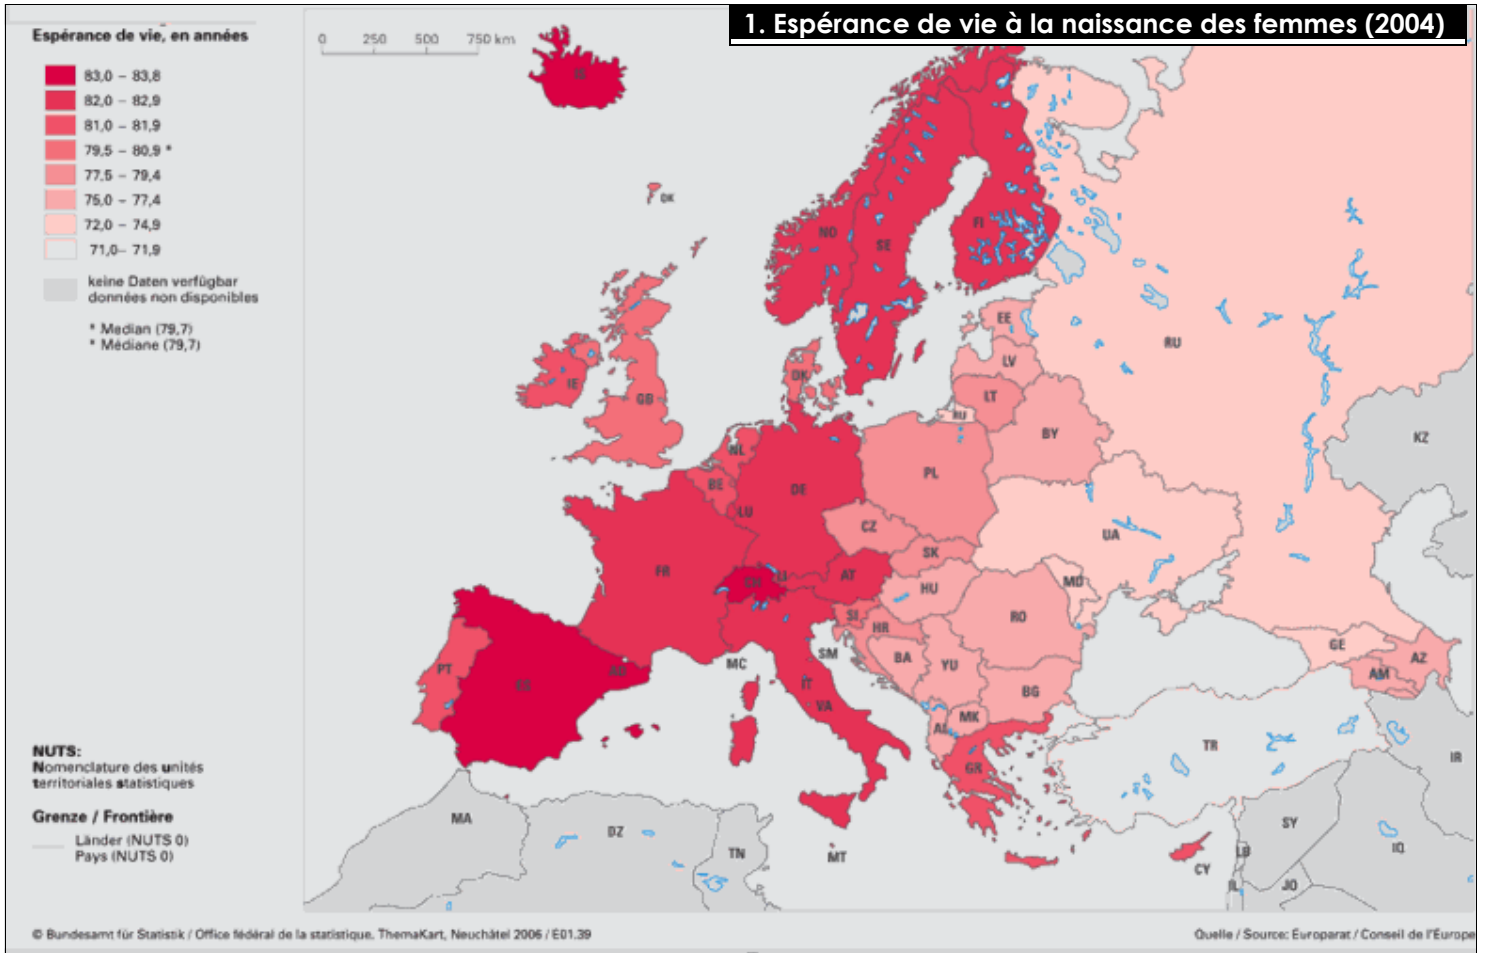 1. Espérance de vie à la naissance des femmes (2004)
Espérance de vie, en années
0 250 500 750 km
83,0 – 83,8
82,0 – 82,9
81,0 – 81,9
79,5 – 80,9 *
77,5 – 79,4
75,0 – 77,4
72,0 – 74,9
71,0– 71,9
keine Daten verfügbar
données non disponibles
* Median (79,7)
* Médiane (79,7)
IS
DK
NO
SE
FI
RU
EE
LV
LT
RU
BY
DK
IE
GB
NL
BE
LU
DE
PL
CZ
SK
UA
KZ
FR
CH
LI
AT
HU
MD
RO
SI
HR
BA
YU
BG
GE
AM
AZ
PT
ES
AD
MC
SM
IT
VA
MK
AL
GR
TR
IR
MA
DZ
TN
MT
CY
LB
SY
IL
JO
IQ
NUTS:
Nomenclature des unités
territoriales statistiques
Grenze / Frontière
Länder (NUTS 0)
Pays (NUTS 0)
© Bundesamt für Statistik / Office fédéral de la statistique. ThemaKart, Neuchâtel 2006 / E01.39
Quelle / Source: Europarat / Conseil de l'Europe